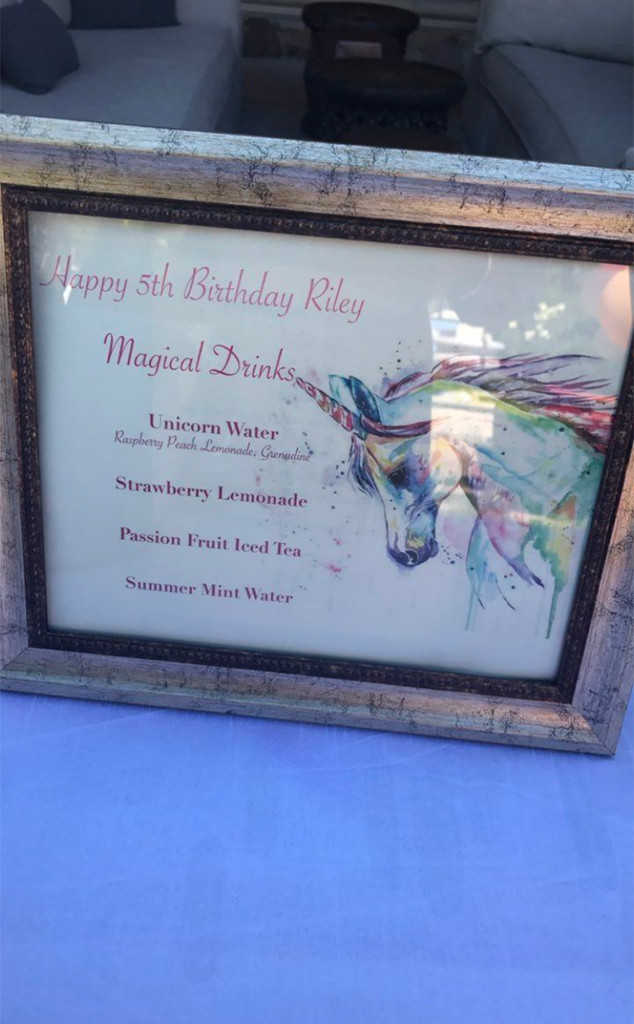 Happy 5th Birthday Riley
Magical Drinks
Unicorn Water
Raspberry Peach Lemonade, Grenadine
Strawberry Lemonade
Passion Fruit Iced Tea
Summer Mint Water